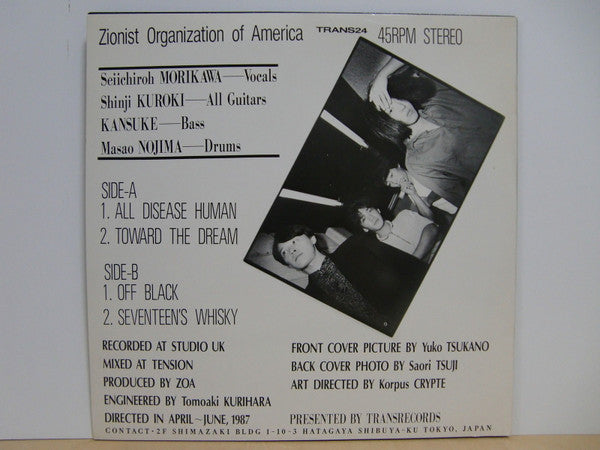 Zionist Organization of America TRANS24 45RPM STEREO
Seiichiroh MORIKAWA—Vocals
Shinji KUROKI—All Guitars
KANSUKE—Bass
Masao NOJIMA—Drums
SIDE-A
1. ALL DISEASE HUMAN
2. TOWARD THE DREAM
SIDE-B
1. OFF BLACK
2. SEVENTEEN'S WHISKY
RECORDED AT STUDIO UK
MIXED AT TENSION
PRODUCED BY ZOA
ENGINEERED BY Tomoaki KURIHARA
DIRECTED IN APRIL~JUNE, 1987
FRONT COVER PICTURE BY Yuko TSUKANO
BACK COVER PHOTO BY Saori TSUJI
ART DIRECTED BY Korpus CRYPTE
PRESENTED BY TRANSRECORDS
CONTACT・2F SHIMAZAKI BLDG 1-10-3 HATAGAYA SHIBUYA-KU TOKYO, JAPAN